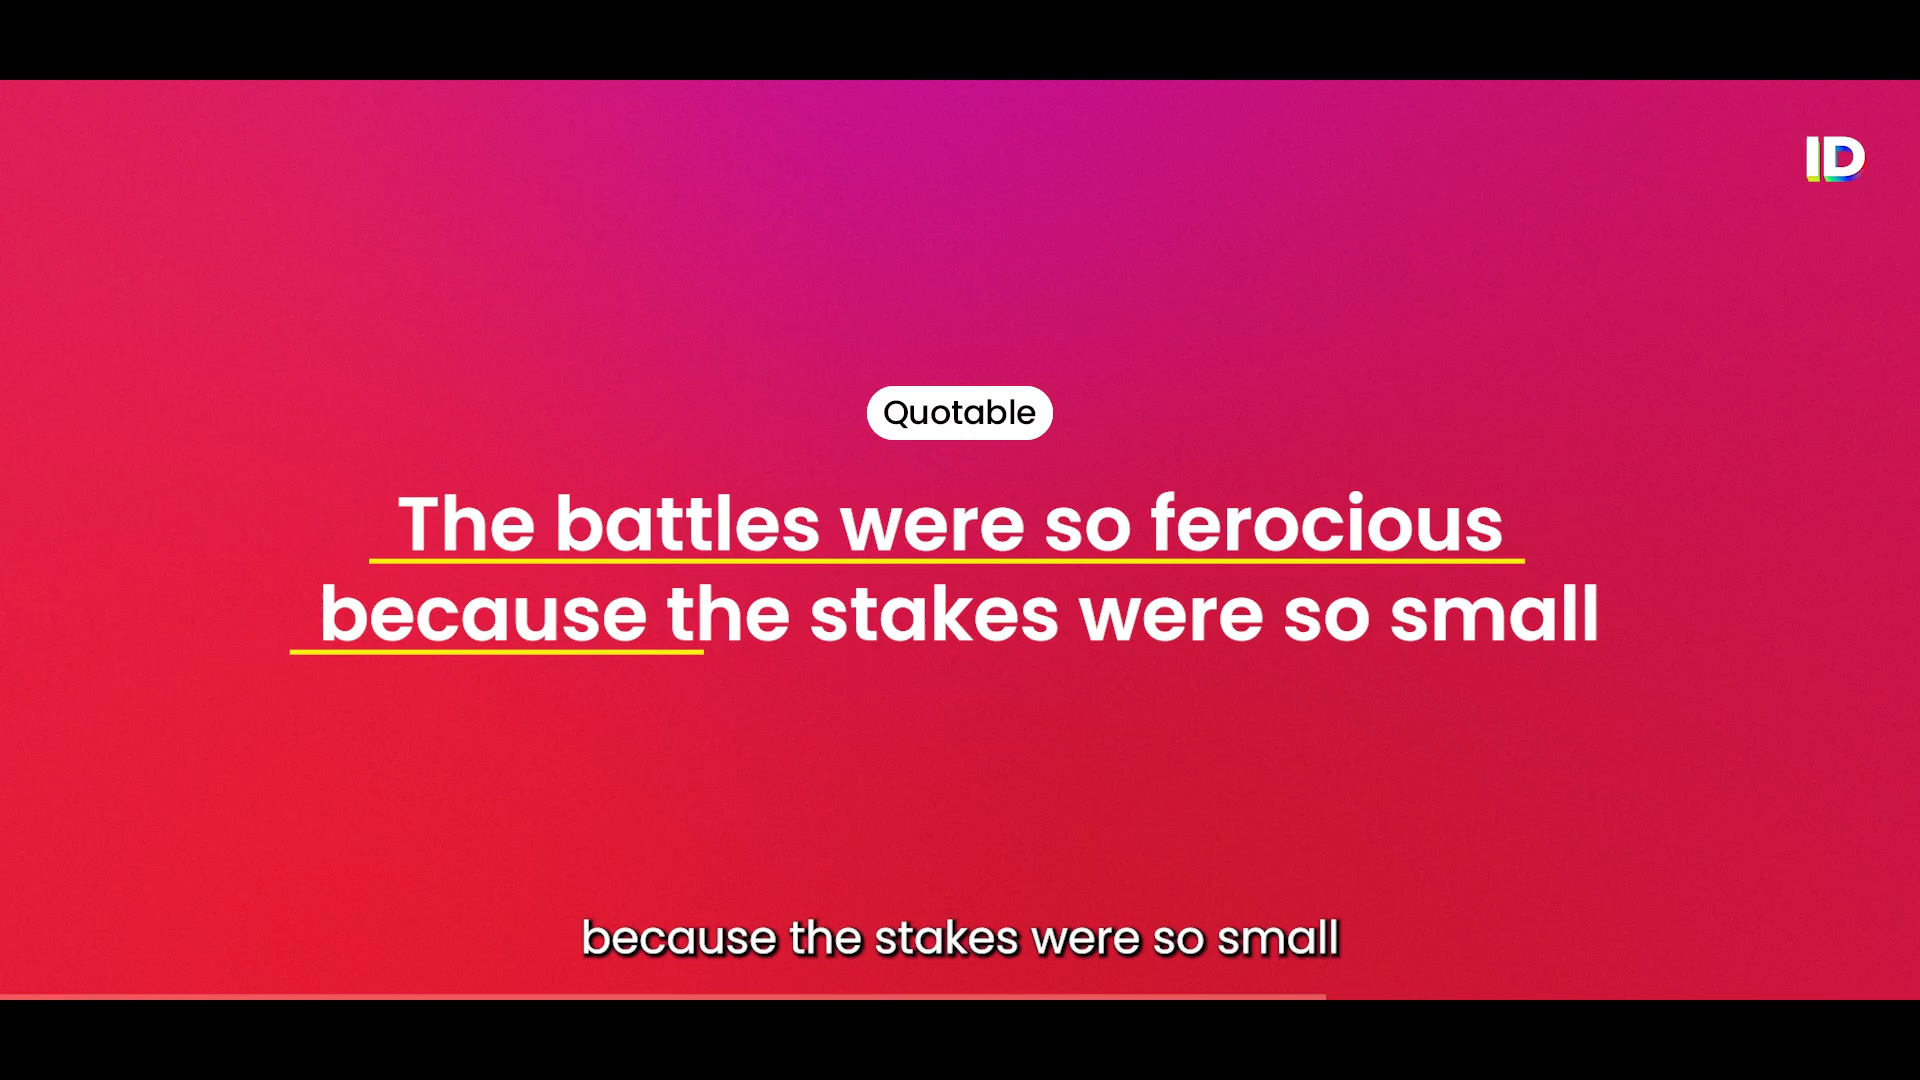 ID
Quotable
The battles were so ferocious
because the stakes were so small
because the stakes were so small